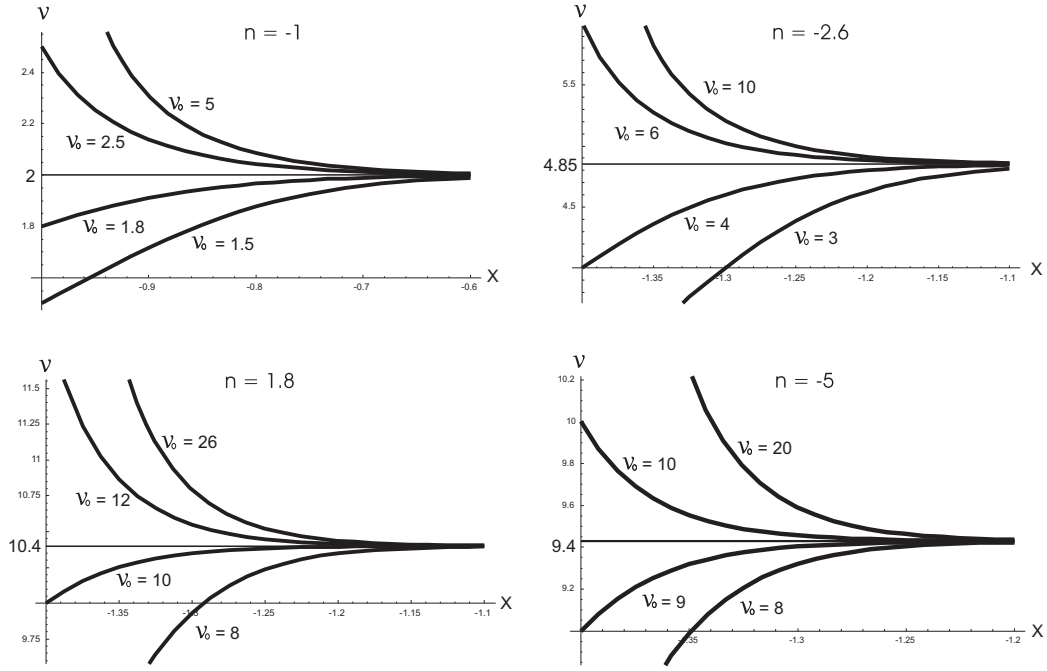 ν
n = -1
2.4
ν₀ = 5
2.2
ν₀ = 2.5
2
1.8
ν₀ = 1.8
ν₀ = 1.5
-0.9
-0.8
-0.7
-0.6
X
ν
n = -2.6
5.5
ν₀ = 10
ν₀ = 6
4.85
4.5
ν₀ = 4
ν₀ = 3
-1.35
-1.3
-1.25
-1.2
-1.15
-1.1
X
ν
n = 1.8
11.5
11.25
11
10.75
ν₀ = 26
ν₀ = 12
10.4
ν₀ = 10
-1.35
-1.3
-1.25
-1.2
-1.15
-1.1
X
ν₀ = 8
9.75
ν
n = -5
10.2
10
9.8
9.6
ν₀ = 20
ν₀ = 10
9.4
9.2
ν₀ = 9
ν₀ = 8
-1.35
-1.3
-1.25
-1.2
X